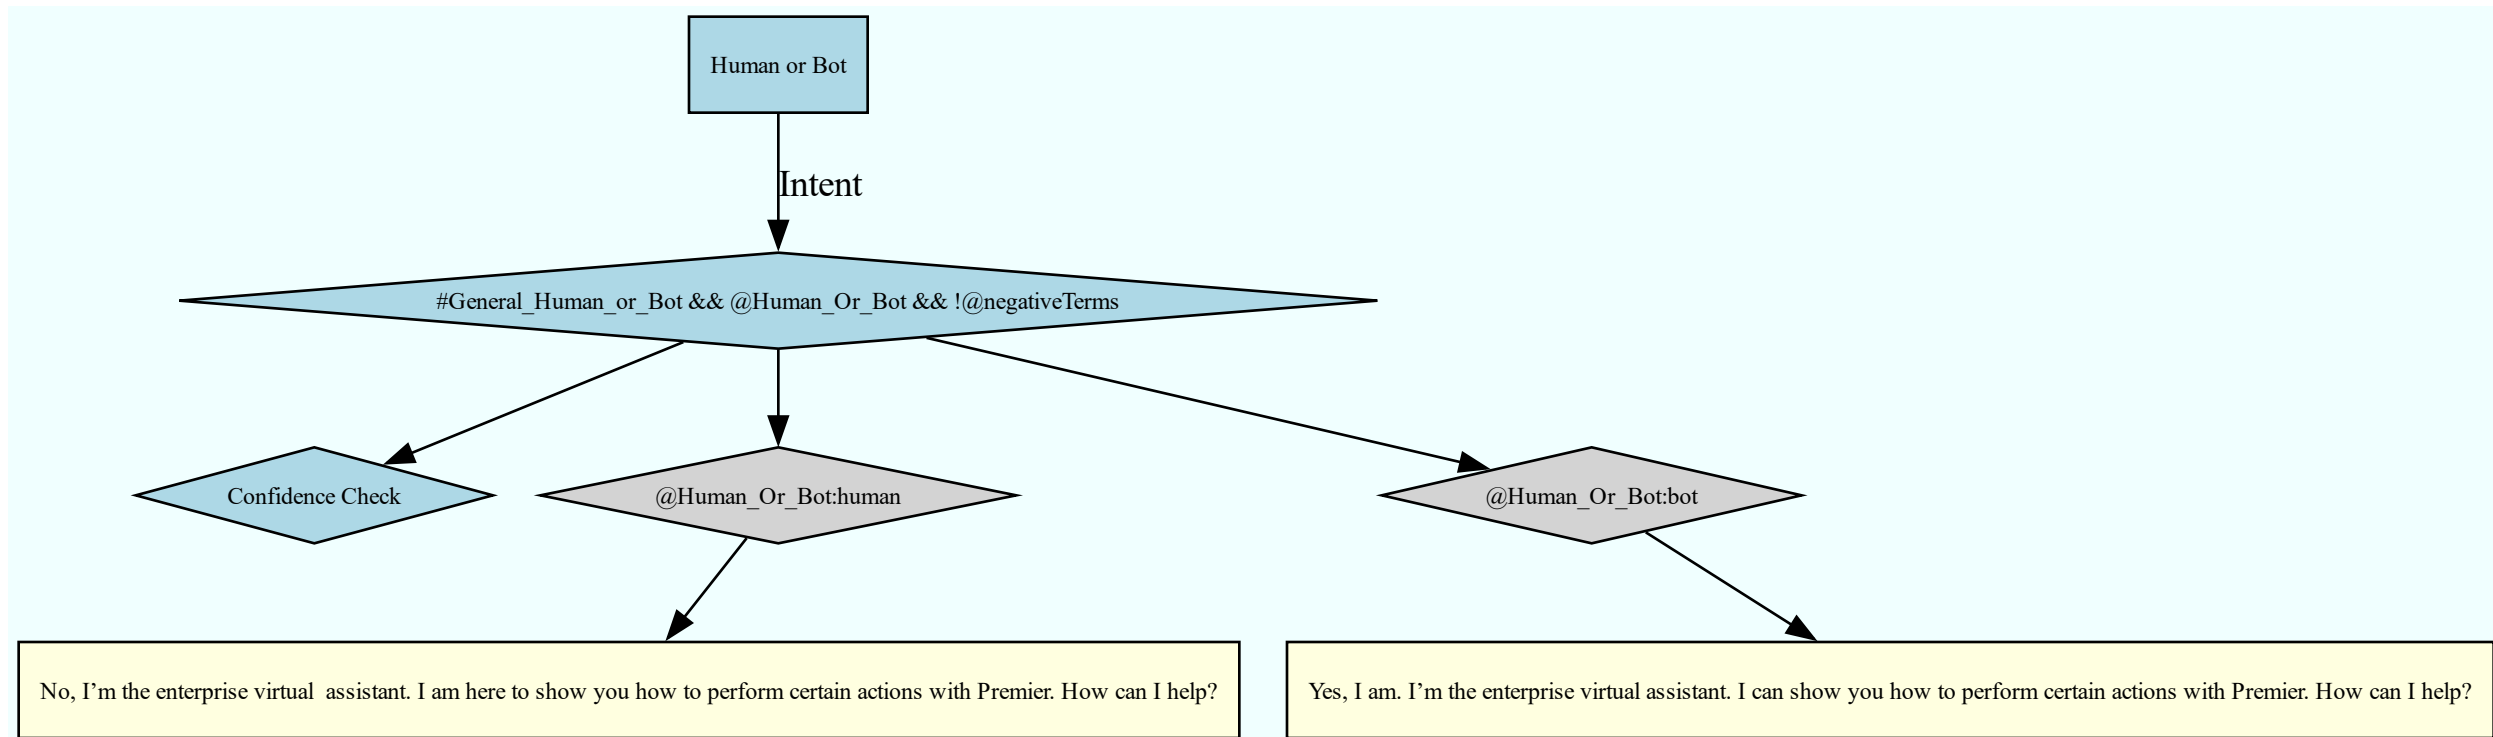 Human or Bot
Intent
#General_Human_or_Bot && @Human_Or_Bot && !@negativeTerms
Confidence Check
@Human_Or_Bot:human
@Human_Or_Bot:bot
No, I’m the enterprise virtual  assistant. I am here to show you how to perform certain actions with Premier. How can I help?
Yes, I am. I’m the enterprise virtual assistant. I can show you how to perform certain actions with Premier. How can I help?